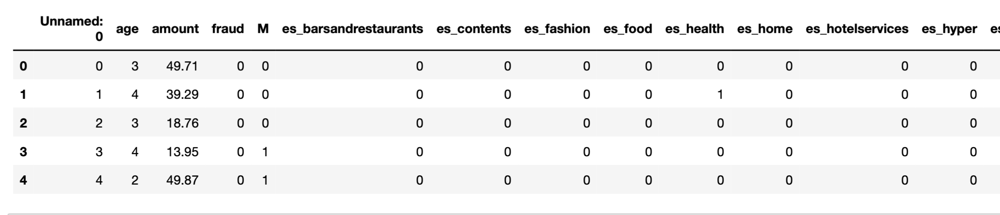 Unnamed: 0 age amount fraud M es_barsandrestaurants es_contents es_fashion es_food es_health es_home es_hotelservices es_hyper es
0 0 3 49.71 0 0 0 0 0 0 0 0 0 0
1 1 4 39.29 0 0 0 0 0 0 1 0 0 0
2 2 3 18.76 0 0 0 0 0 0 0 0 0 0
3 3 4 13.95 0 1 0 0 0 0 0 0 0 0
4 4 2 49.87 0 1 0 0 0 0 0 0 0 0